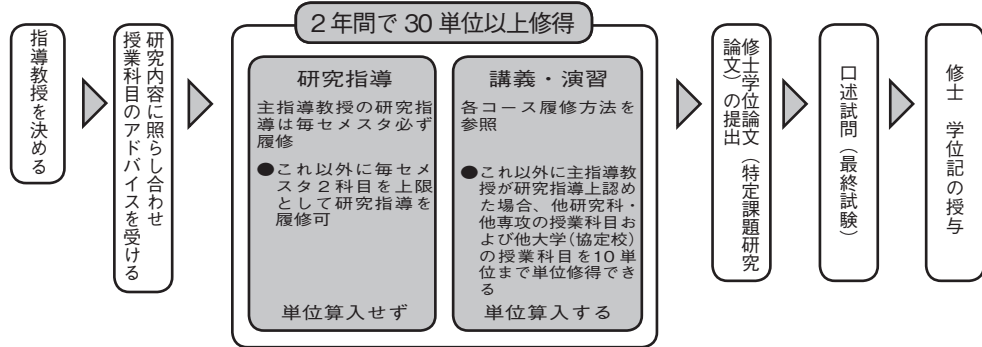 指導教授を決める
研究内容に照らし合わせ
授業科目のアドバイスを受ける
2年間で30単位以上修得
研究指導
主指導教授の研究指
導は毎セメスタ必ず
履修
●これ以外に毎セメ
スタ2科目を上限
として研究指導を
履修可
単位算入せず
講義・演習
各コース履修方法を
参照
●これ以外に主指導教
授が研究指導上認め
た場合、他研究科・
他専攻の授業科目お
よび他大学(協定校)
の授業科目を10単
位まで単位修得でき
る
単位算入する
修士学位論文(特定課題研究
論文)の提出
口述試問(最終試験)
修士 学位記の授与